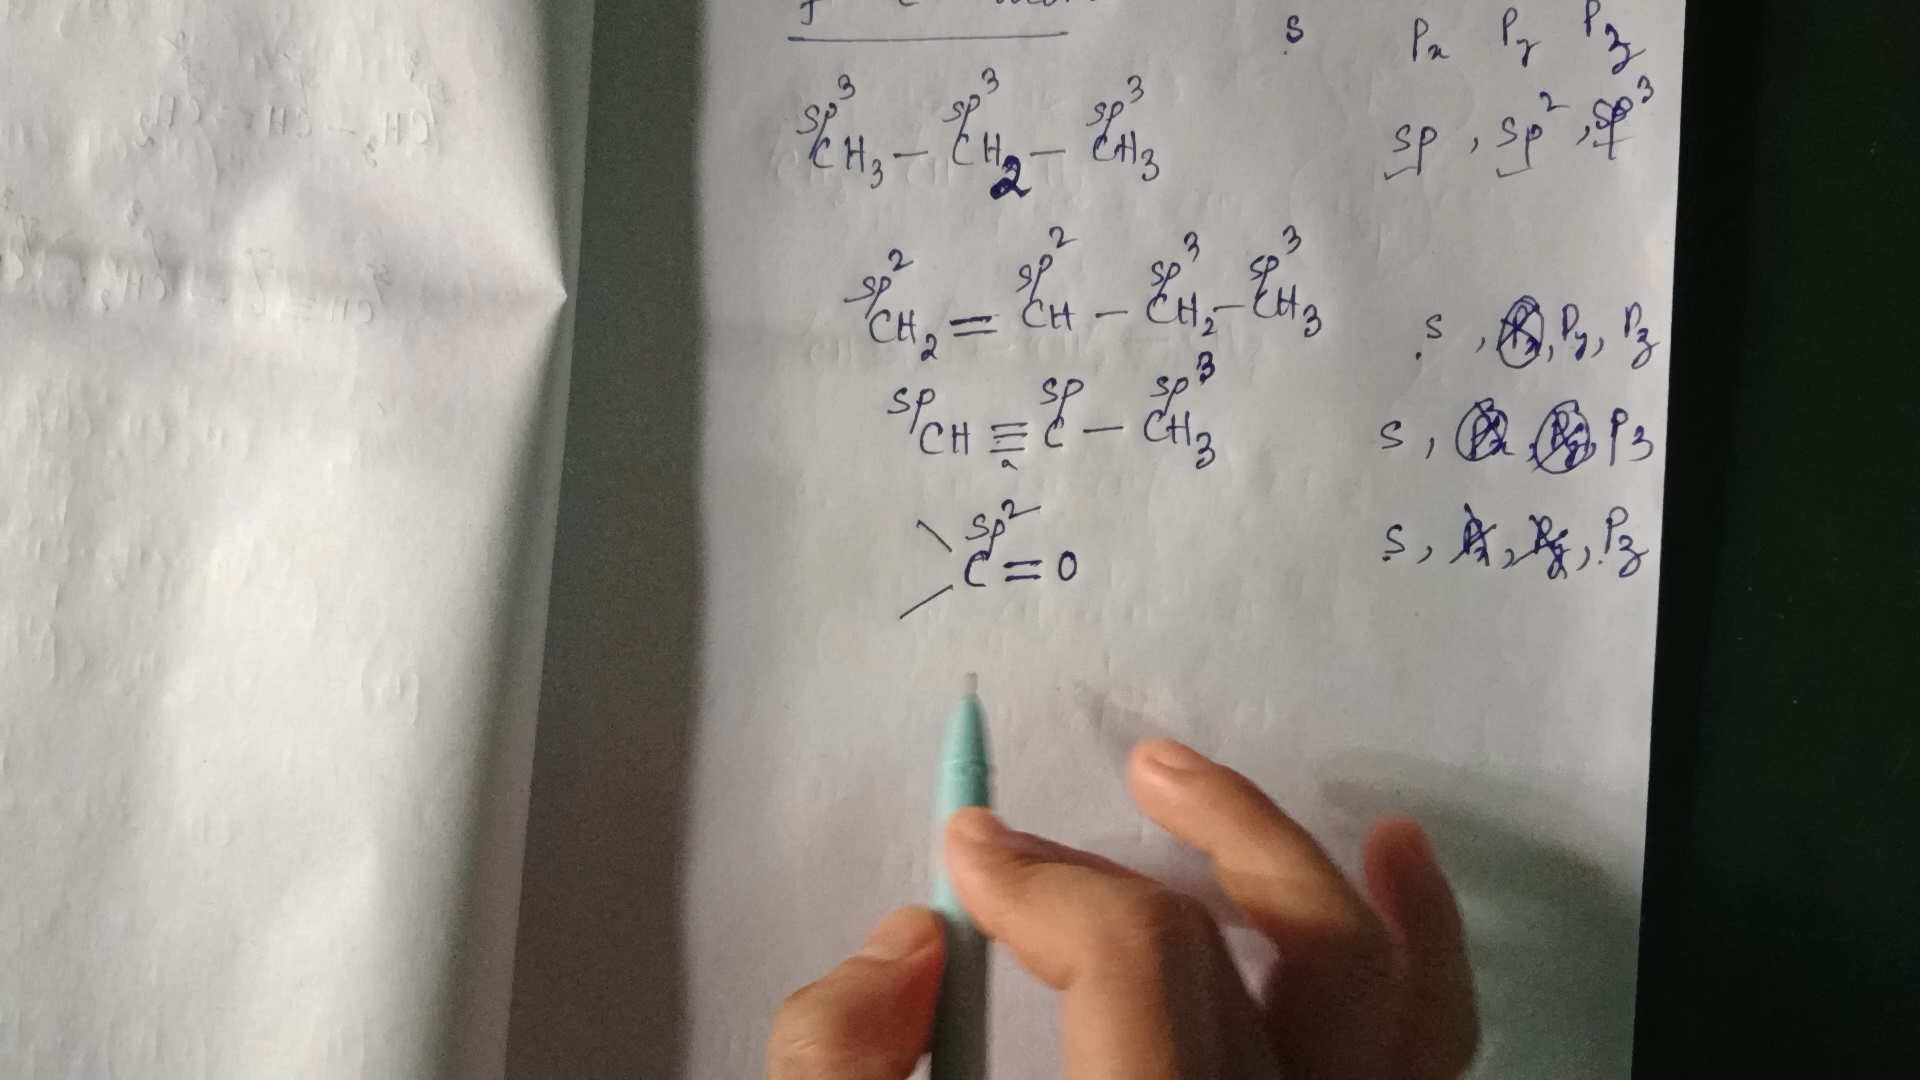 s Px Py Pz
sp³ sp³ sp³
CH₃ – CH₂ – CH₃ sp , sp² , sp³
sp² sp² sp³ sp³
CH₂ = CH – CH₂ – CH₃ s , Px , Py , Pz
sp sp sp³
CH ≡ C – CH₃ s , Px , Py , Pz
sp²
C = O s , Px , Py , Pz